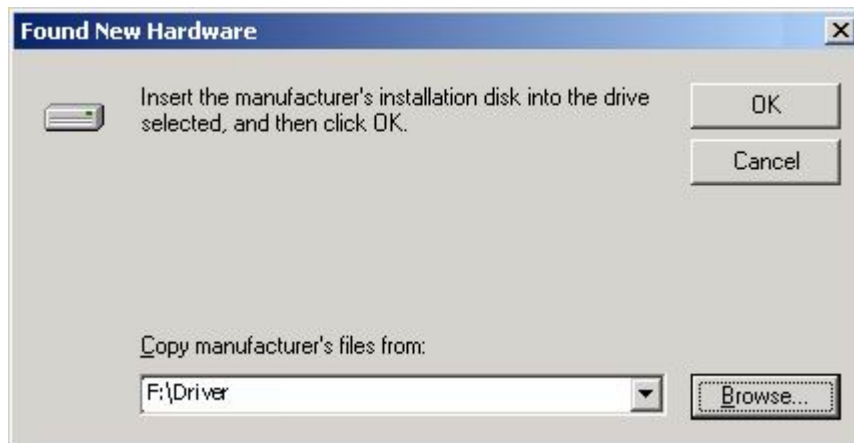 Found New Hardware
Insert the manufacturer's installation disk into the drive
selected, and then click OK.
OK
Cancel
Copy manufacturer's files from:
F:\Driver
Browse...